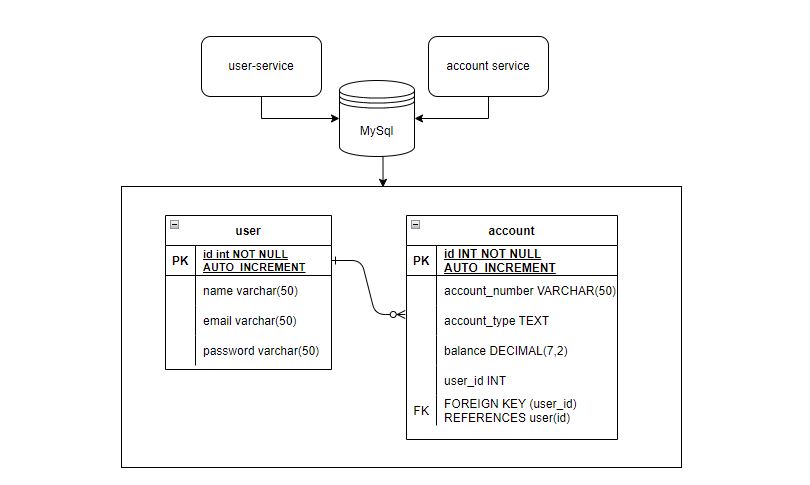 user-service
account service
MySql
user
PK
id int NOT NULL
AUTO_INCREMENT
name varchar(50)
email varchar(50)
password varchar(50)
account
PK
id INT NOT NULL
AUTO_INCREMENT
account_number VARCHAR(50)
account_type TEXT
balance DECIMAL(7,2)
user_id INT
FK
FOREIGN KEY (user_id)
REFERENCES user(id)